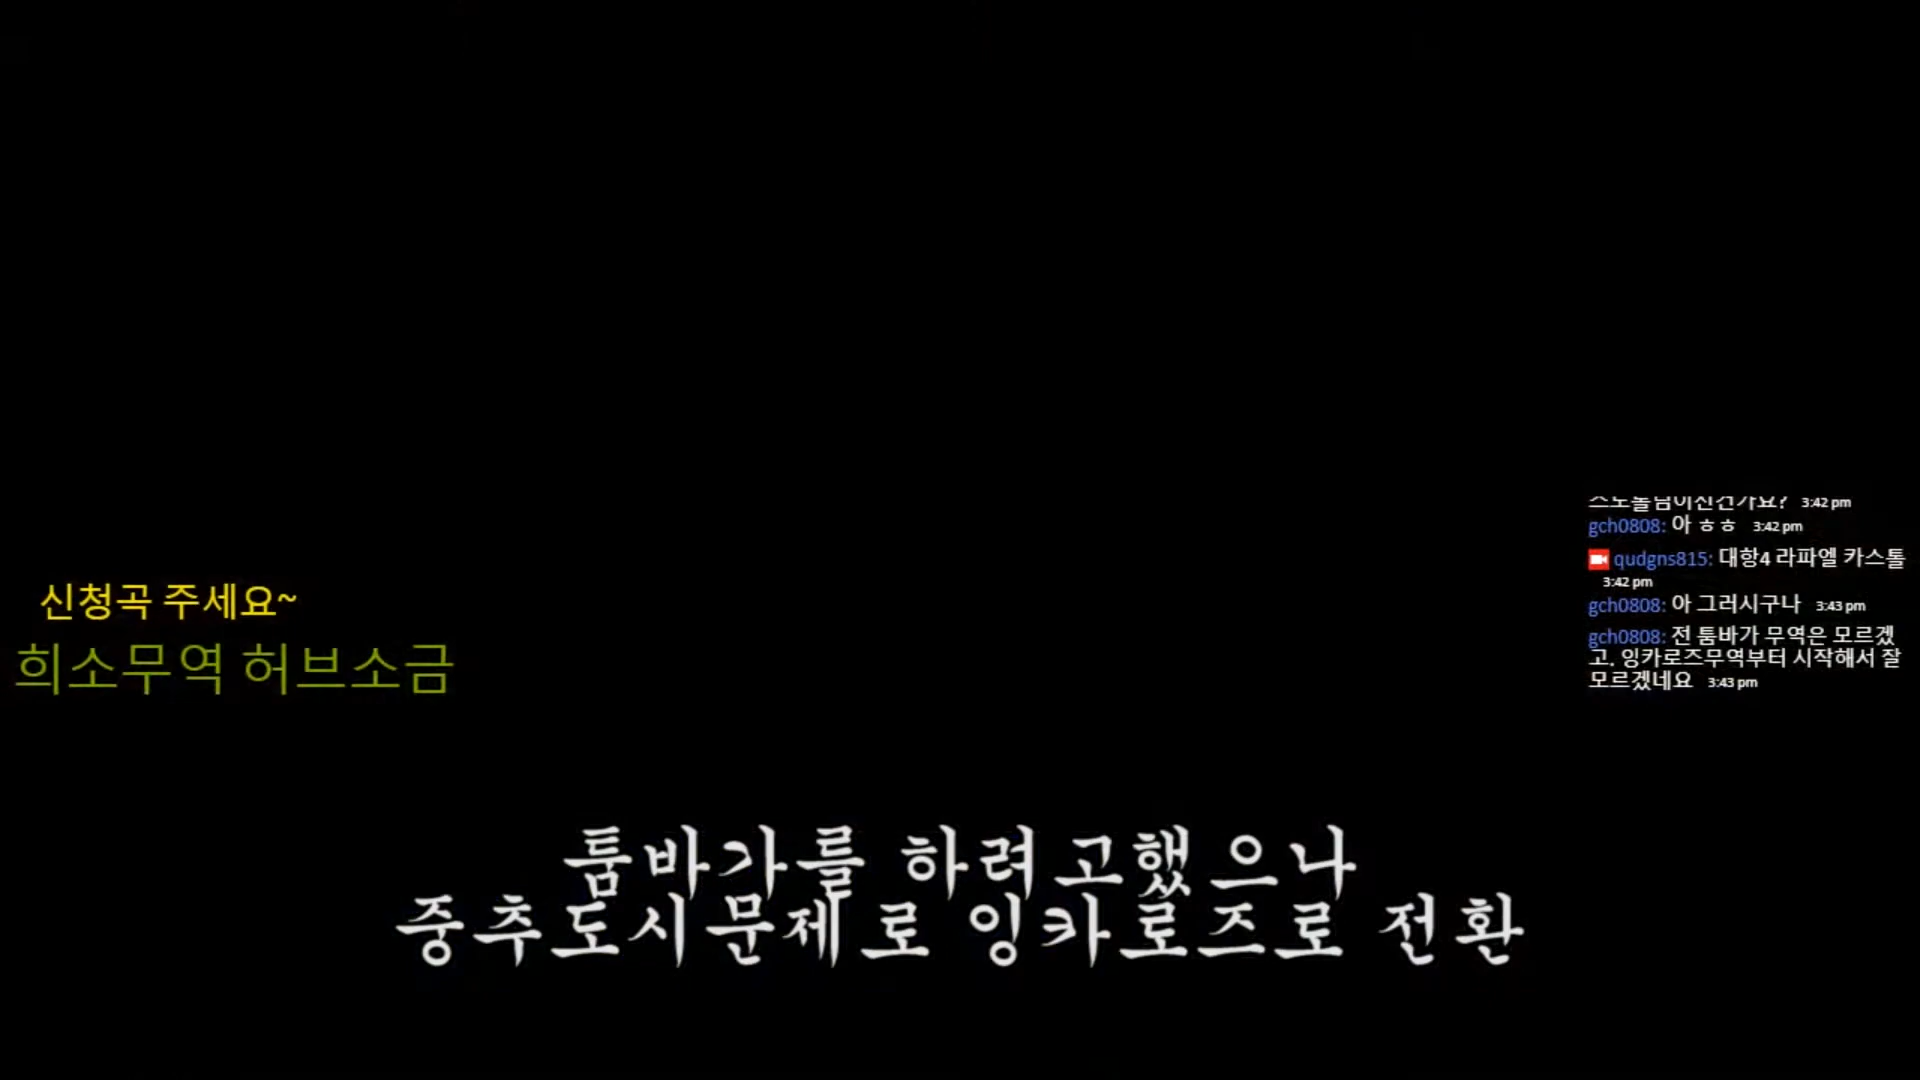 3:42 pm
gch0808: 아 ㅎㅎ 3:42 pm
qudgns815: 대항4 라파엘 카스톨
3:42 pm
gch0808: 아 그러시구나 3:43 pm
gch0808: 전 툼바가 무역은 모르겠
고. 잉카로즈무역부터 시작해서 잘
모르겠네요 3:43 pm
신청곡 주세요~
희소무역 허브소금
툼바가를 하려고했으나
중추도시문제로 잉카로즈로 전환